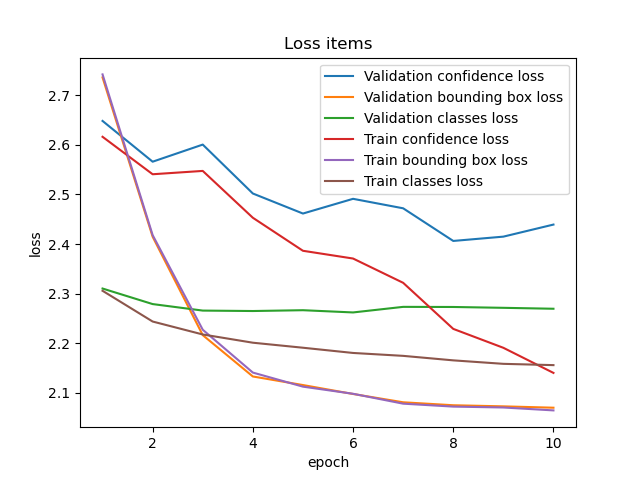 Loss items
Validation confidence loss
Validation bounding box loss
Validation classes loss
Train confidence loss
Train bounding box loss
Train classes loss
loss
2.7
2.6
2.5
2.4
2.3
2.2
2.1
2 4 6 8 10
epoch